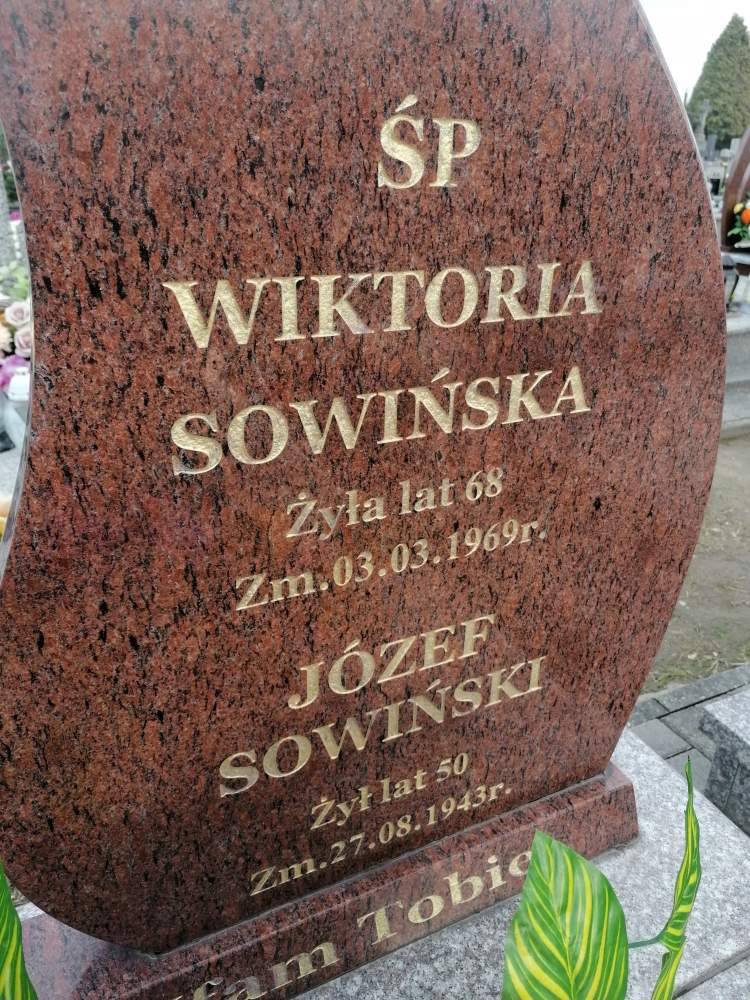 ŚP
WIKTORIA
SOWIŃSKA
Żyła lat 68
Zm.03.03.1969r.
JÓZEF
SOWIŃSKI
Żył lat 50
Zm.27.08.1943r.